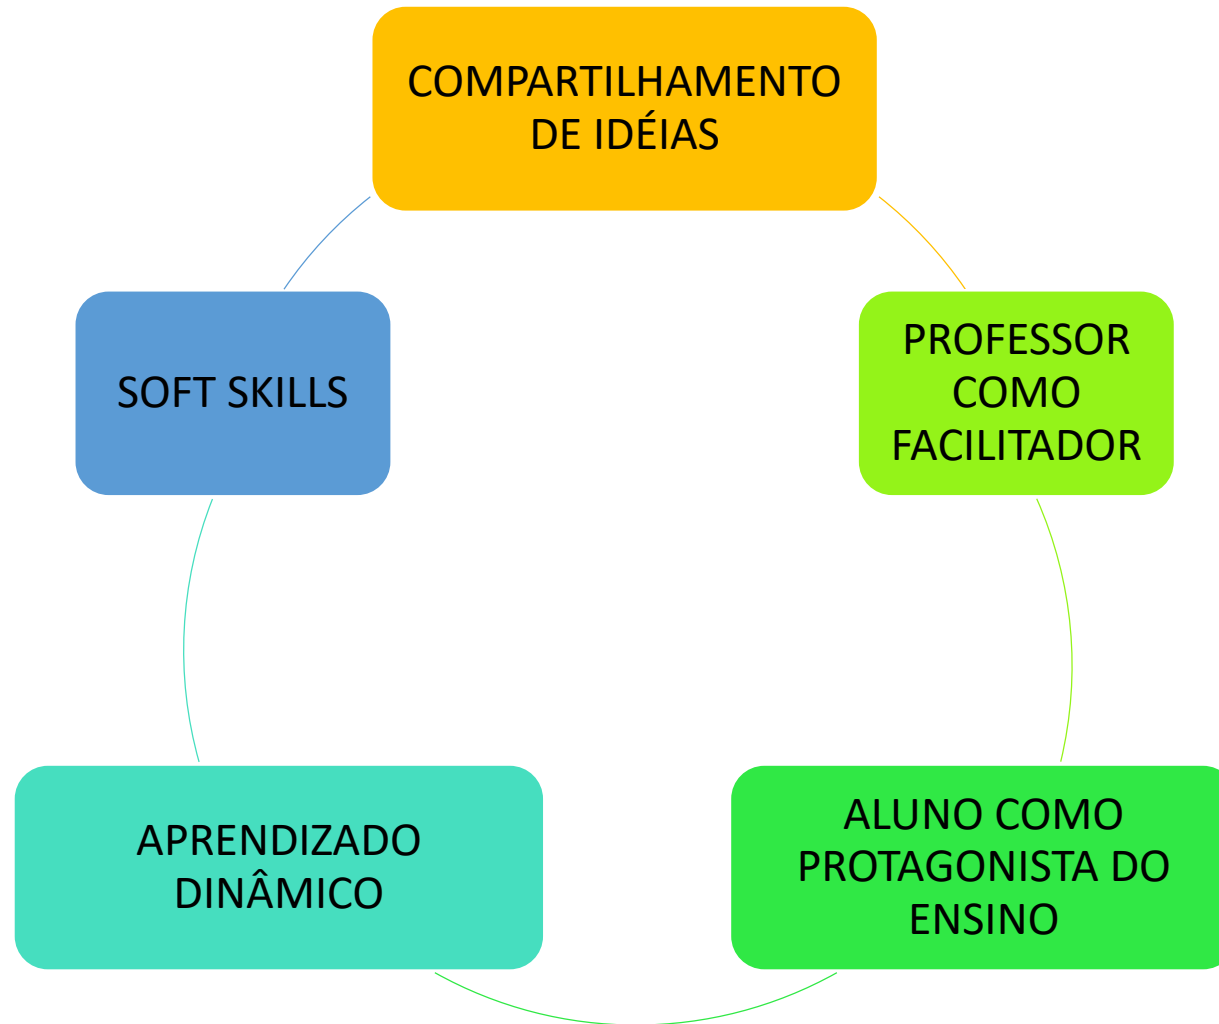 COMPARTILHAMENTO
DE IDÉIAS
PROFESSOR
COMO
FACILITADOR
ALUNO COMO
PROTAGONISTA DO
ENSINO
APRENDIZADO
DINÂMICO
SOFT SKILLS